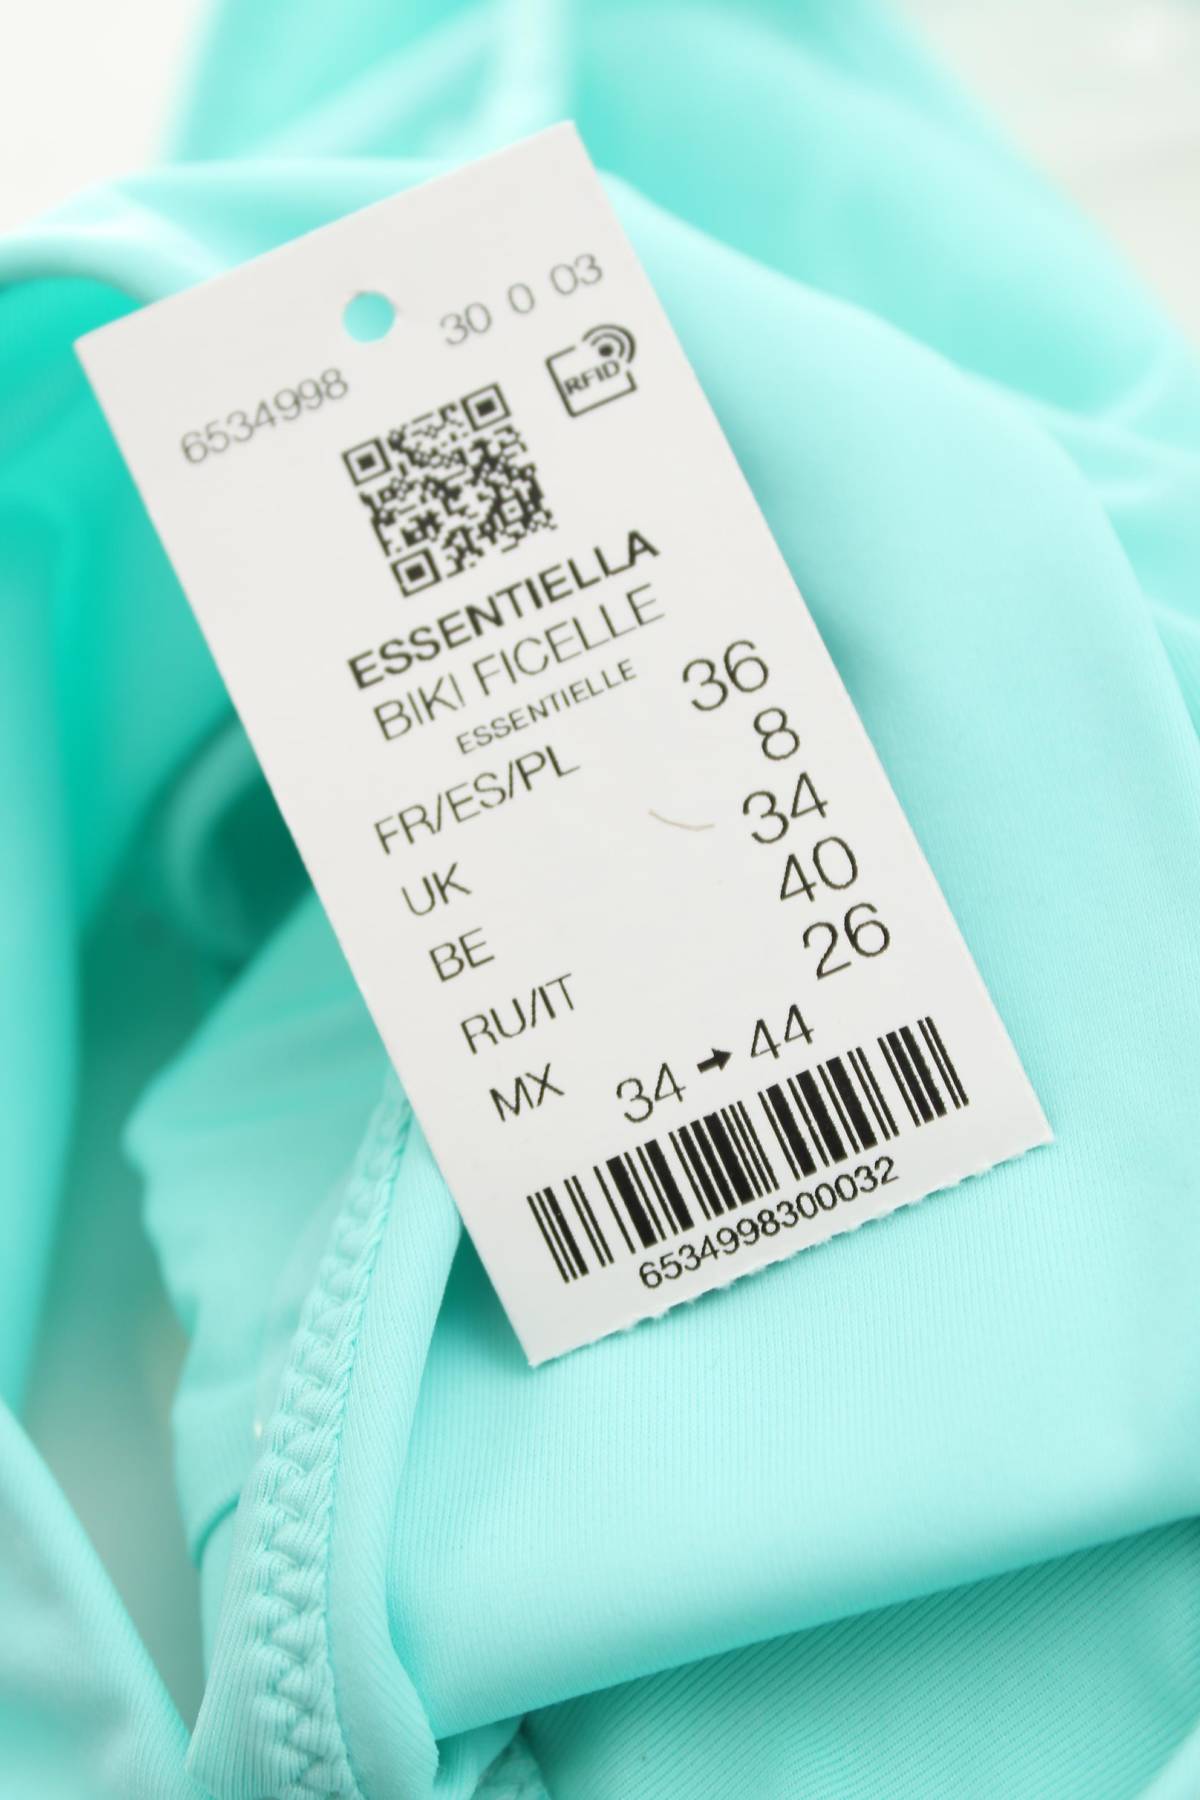 30 0 03
6534998
RFID
ESSENTIELLA
BIKI FICELLE
ESSENTIELLE
FR/ES/PL 36
UK 8
BE 34
RU/IT 40
MX 26
34 → 44
6534998300032